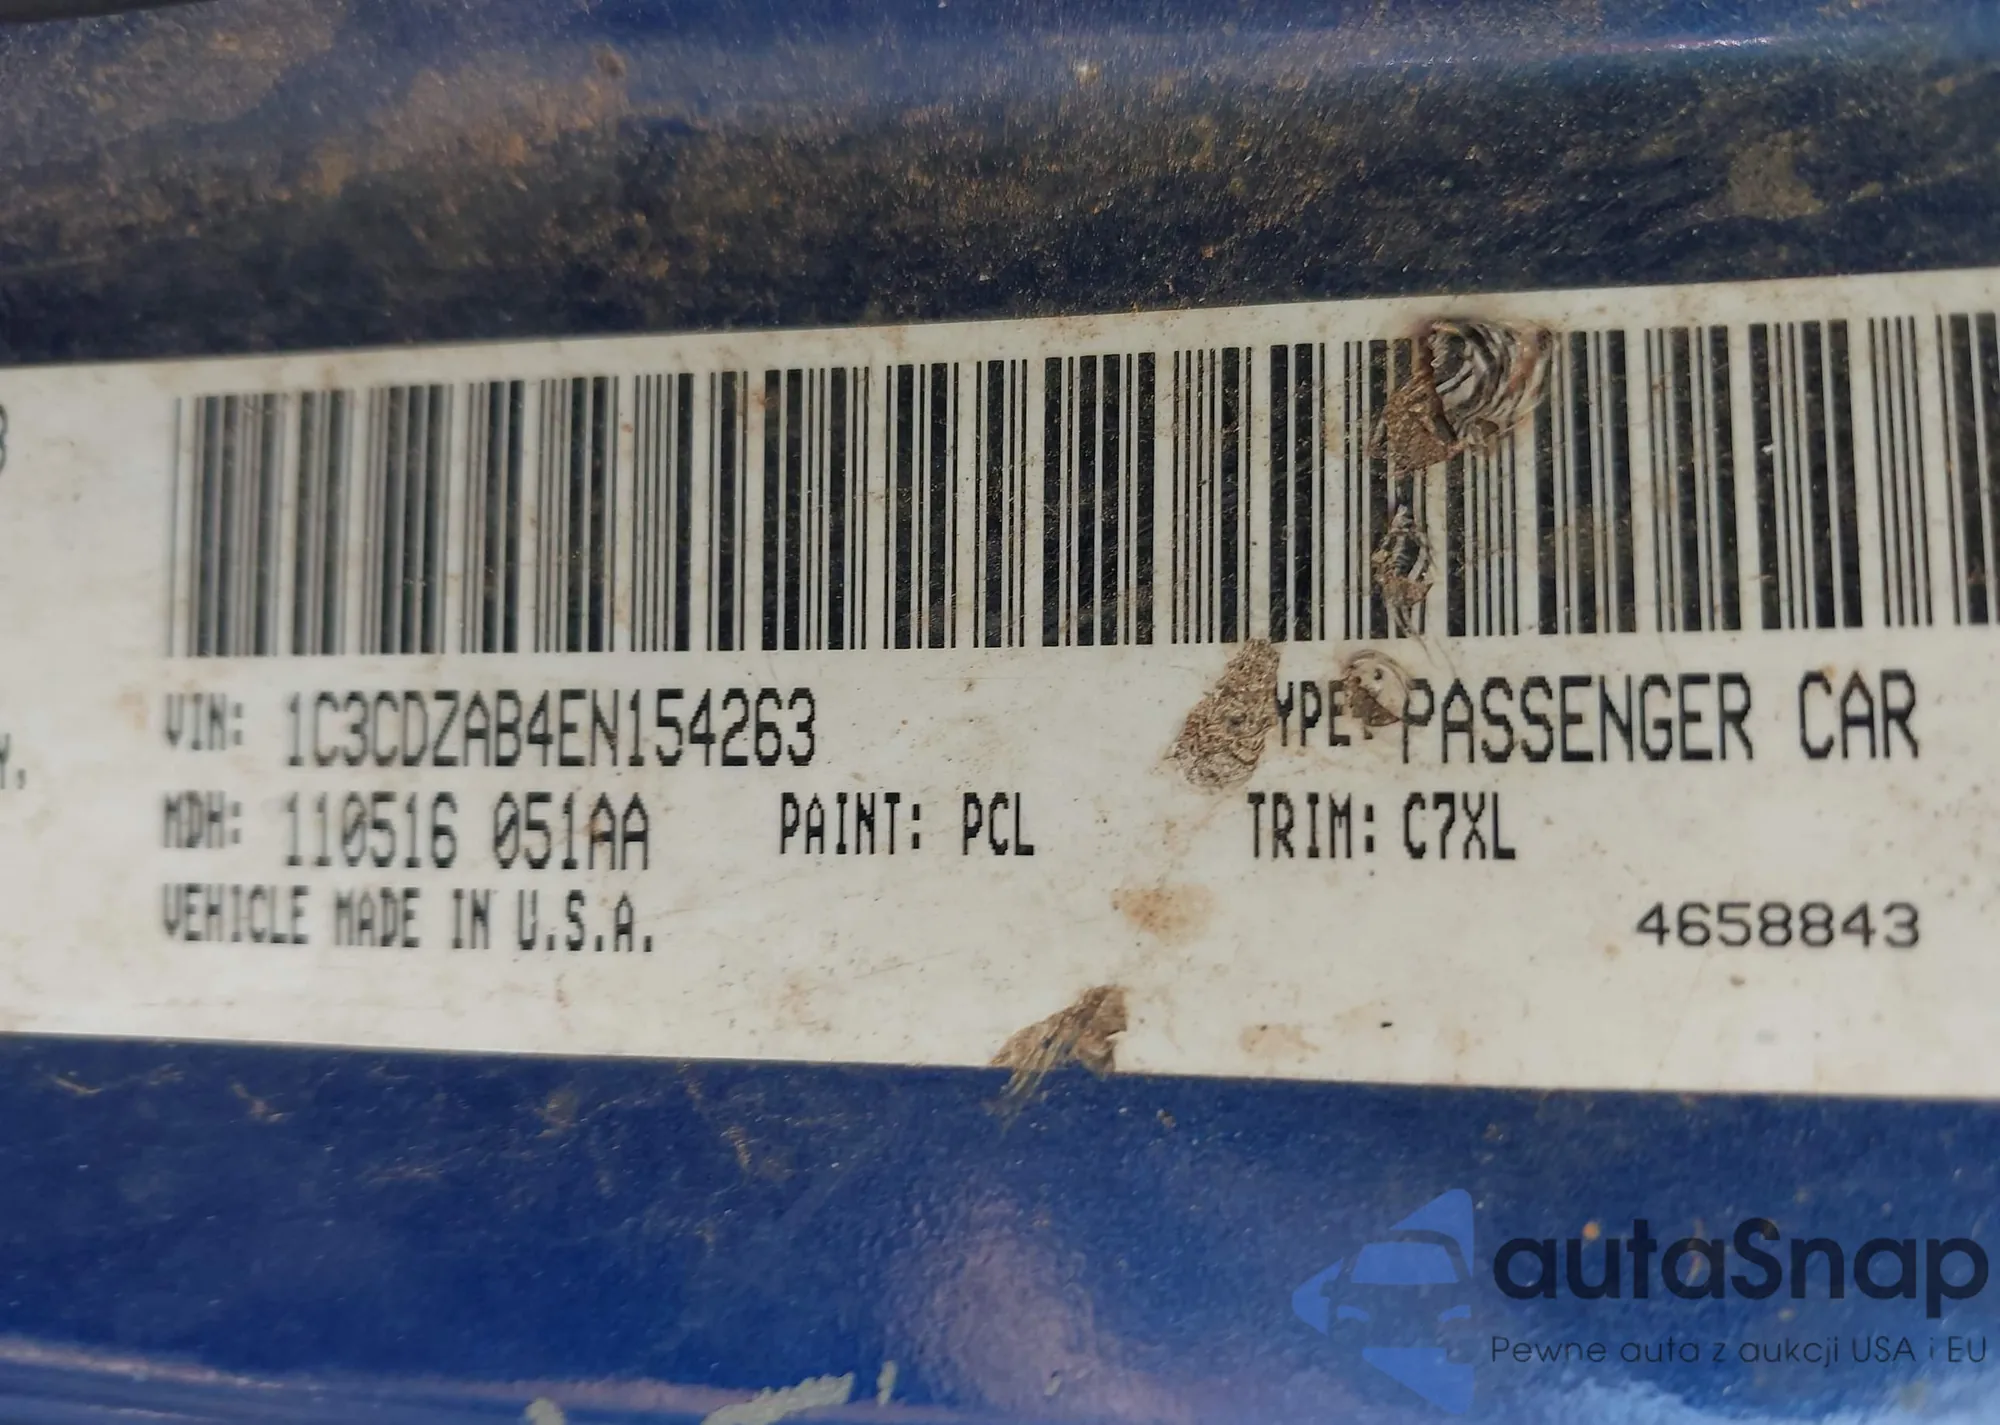 VIN: 1C3CDZAB4EN154263 YPE: PASSENGER CAR
MDH: 110516 051AA PAINT: PCL TRIM: C7XL
VEHICLE MADE IN U.S.A.
4658843
autaSnap
Pewne auta z aukcji USA i EU